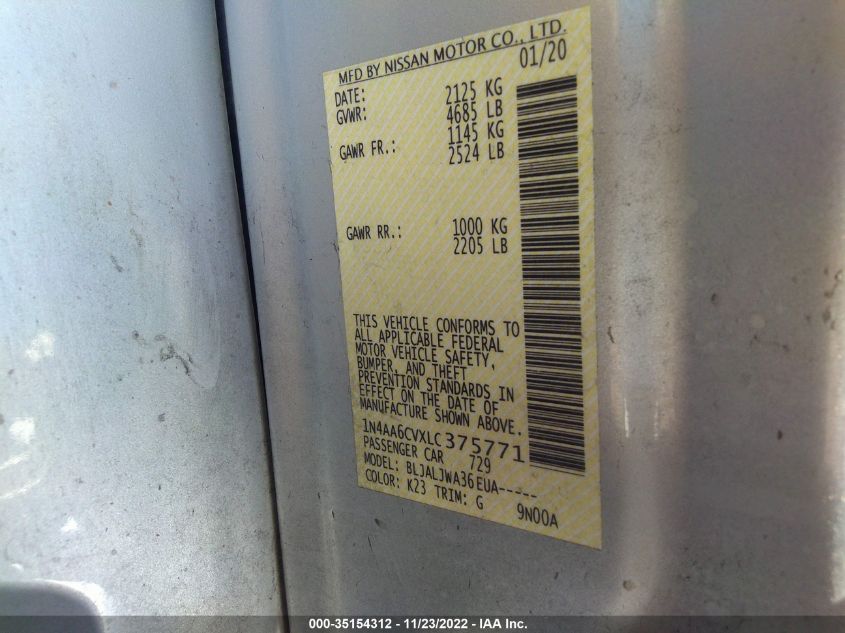 MFD BY NISSAN MOTOR CO., LTD.
DATE: 01/20
GVWR: 2125 KG
4685 LB
GAWR FR.: 1145 KG
2524 LB
GAWR RR.: 1000 KG
2205 LB
THIS VEHICLE CONFORMS TO
ALL APPLICABLE FEDERAL
MOTOR VEHICLE SAFETY,
BUMPER, AND THEFT
PREVENTION STANDARDS IN
EFFECT ON THE DATE OF
MANUFACTURE SHOWN ABOVE.
1N4AA6CVXLC375771
PASSENGER CAR 729
MODEL: BLJALJWA36EUA-----
COLOR: K23 TRIM: G 9N00A
000-35154312 - 11/23/2022 - IAA Inc.